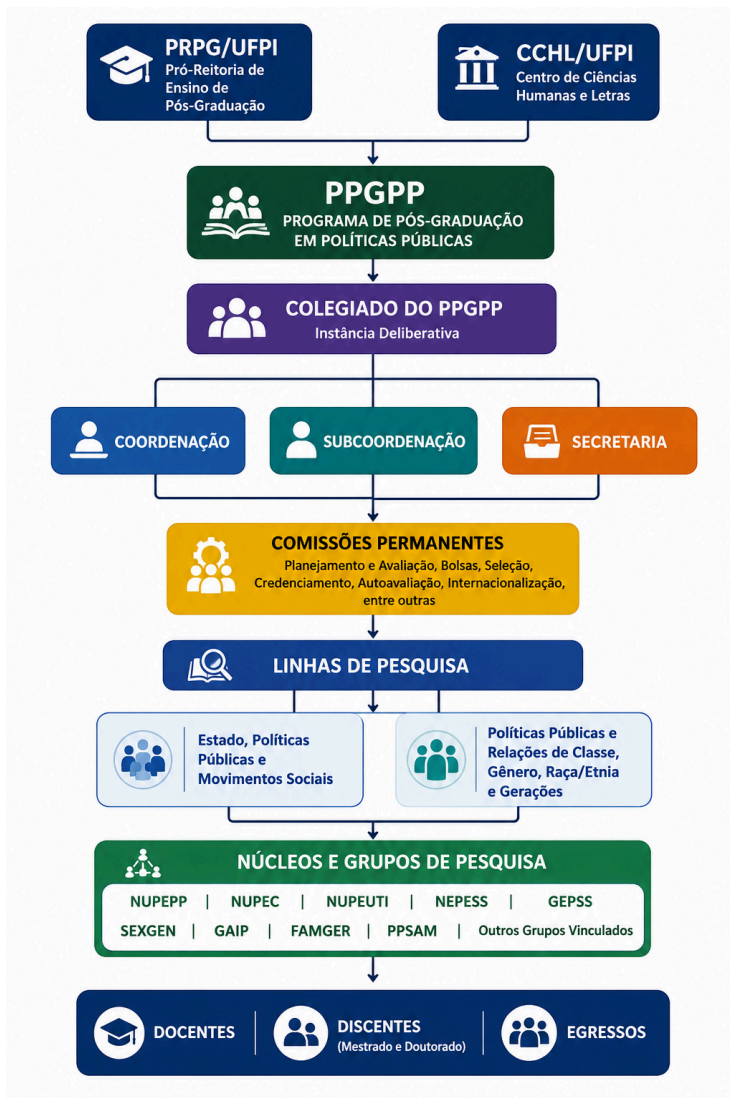 PRPG/UFPI
Pró-Reitoria de
Ensino de
Pós-Graduação
CCHL/UFPI
Centro de Ciências
Humanas e Letras
PPGPP
PROGRAMA DE PÓS-GRADUAÇÃO
EM POLÍTICAS PÚBLICAS
COLEGIADO DO PPGPP
Instância Deliberativa
COORDENAÇÃO
SUBCOORDENAÇÃO
SECRETARIA
COMISSÕES PERMANENTES
Planejamento e Avaliação, Bolsas, Seleção,
Credenciamento, Autoavaliação, Internacionalização,
entre outras
LINHAS DE PESQUISA
Estado, Políticas
Públicas e
Movimentos Sociais
Políticas Públicas e
Relações de Classe,
Gênero, Raça/Etnia
e Gerações
NÚCLEOS E GRUPOS DE PESQUISA
NUPEPP | NUPEC | NUPEUTI | NEPESS | GEPSS
SEXGEN | GAIP | FAMGER | PPSAM | Outros Grupos Vinculados
DOCENTES
DISCENTES
(Mestrado e Doutorado)
EGRESSOS